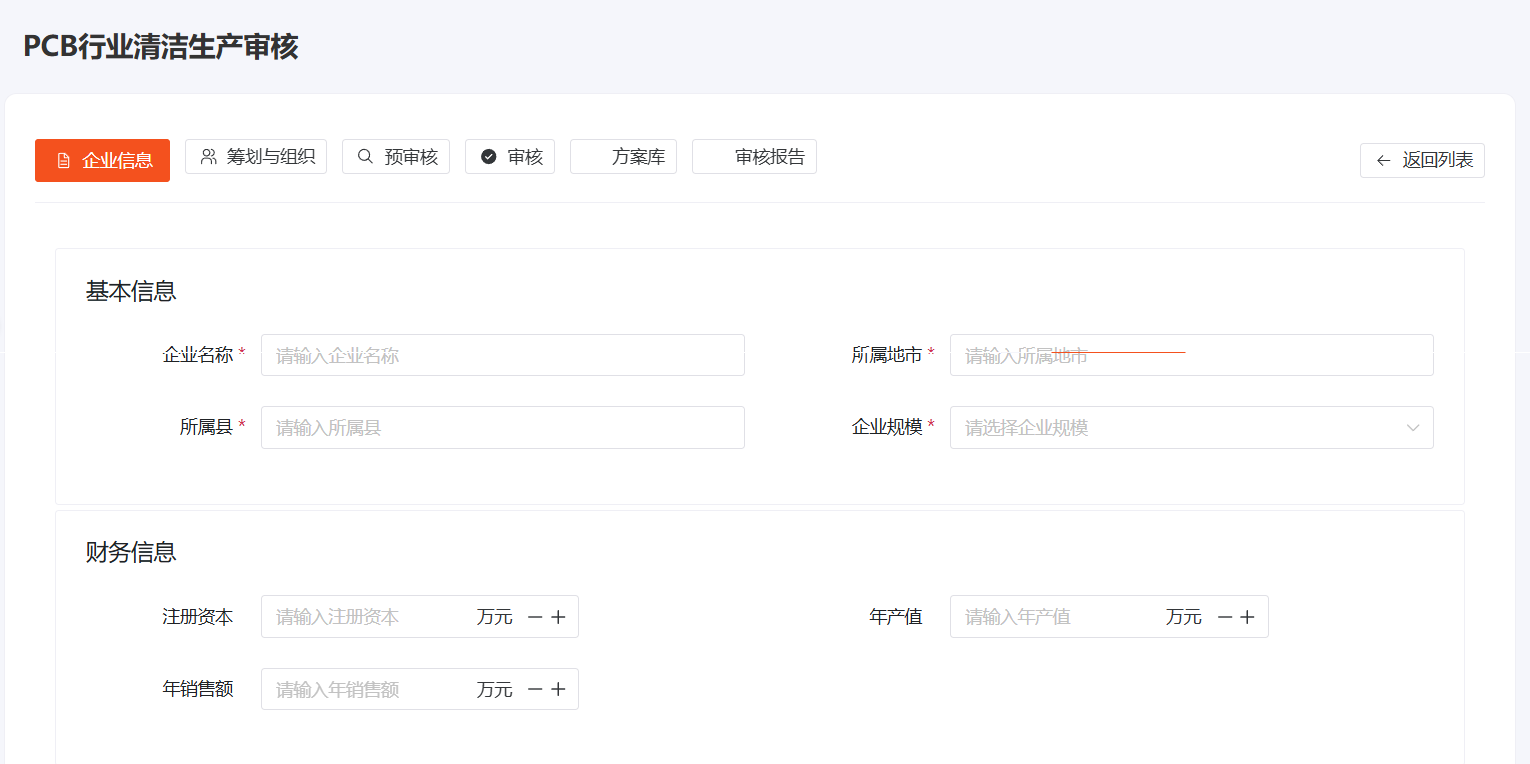 PCB行业清洁生产审核
企业信息 筹划与组织 预审核 审核 方案库 审核报告 返回列表
基本信息
企业名称 * 请输入企业名称 所属地市 * 请输入所属地市
所属县 * 请输入所属县 企业规模 * 请选择企业规模
财务信息
注册资本 请输入注册资本 万元 年产值 请输入年产值 万元
年销售额 请输入年销售额 万元